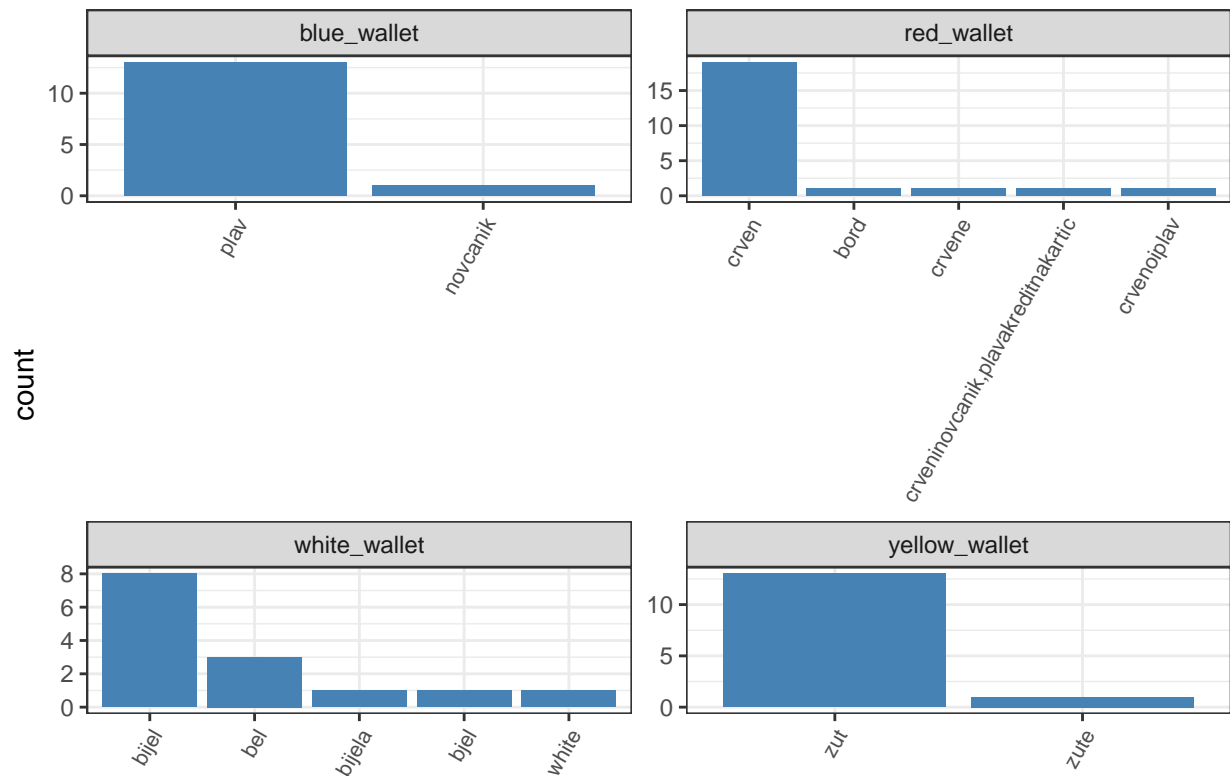 count
blue_wallet
10
5
0
plav
novcanik
red_wallet
15
10
5
0
crven
bord
crvene
crveninovcanik,plavakreditnakartic
crvenoiplav
white_wallet
8
6
4
2
0
bijel
bel
bijela
bjel
white
yellow_wallet
10
5
0
zut
zute